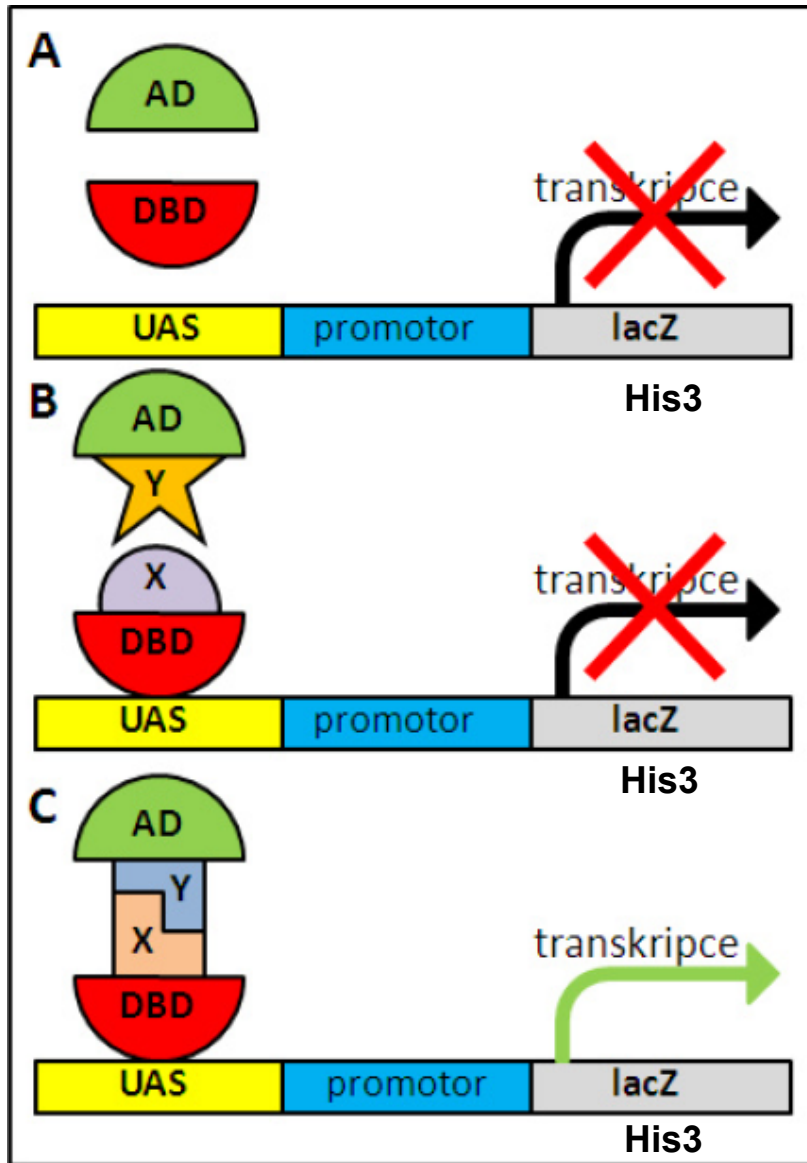 A
AD
DBD
transkripce
UAS promotor lacZ
His3
B
AD
Y
X
DBD
transkripce
UAS promotor lacZ
His3
C
AD
Y
X
DBD
transkripce
UAS promotor lacZ
His3